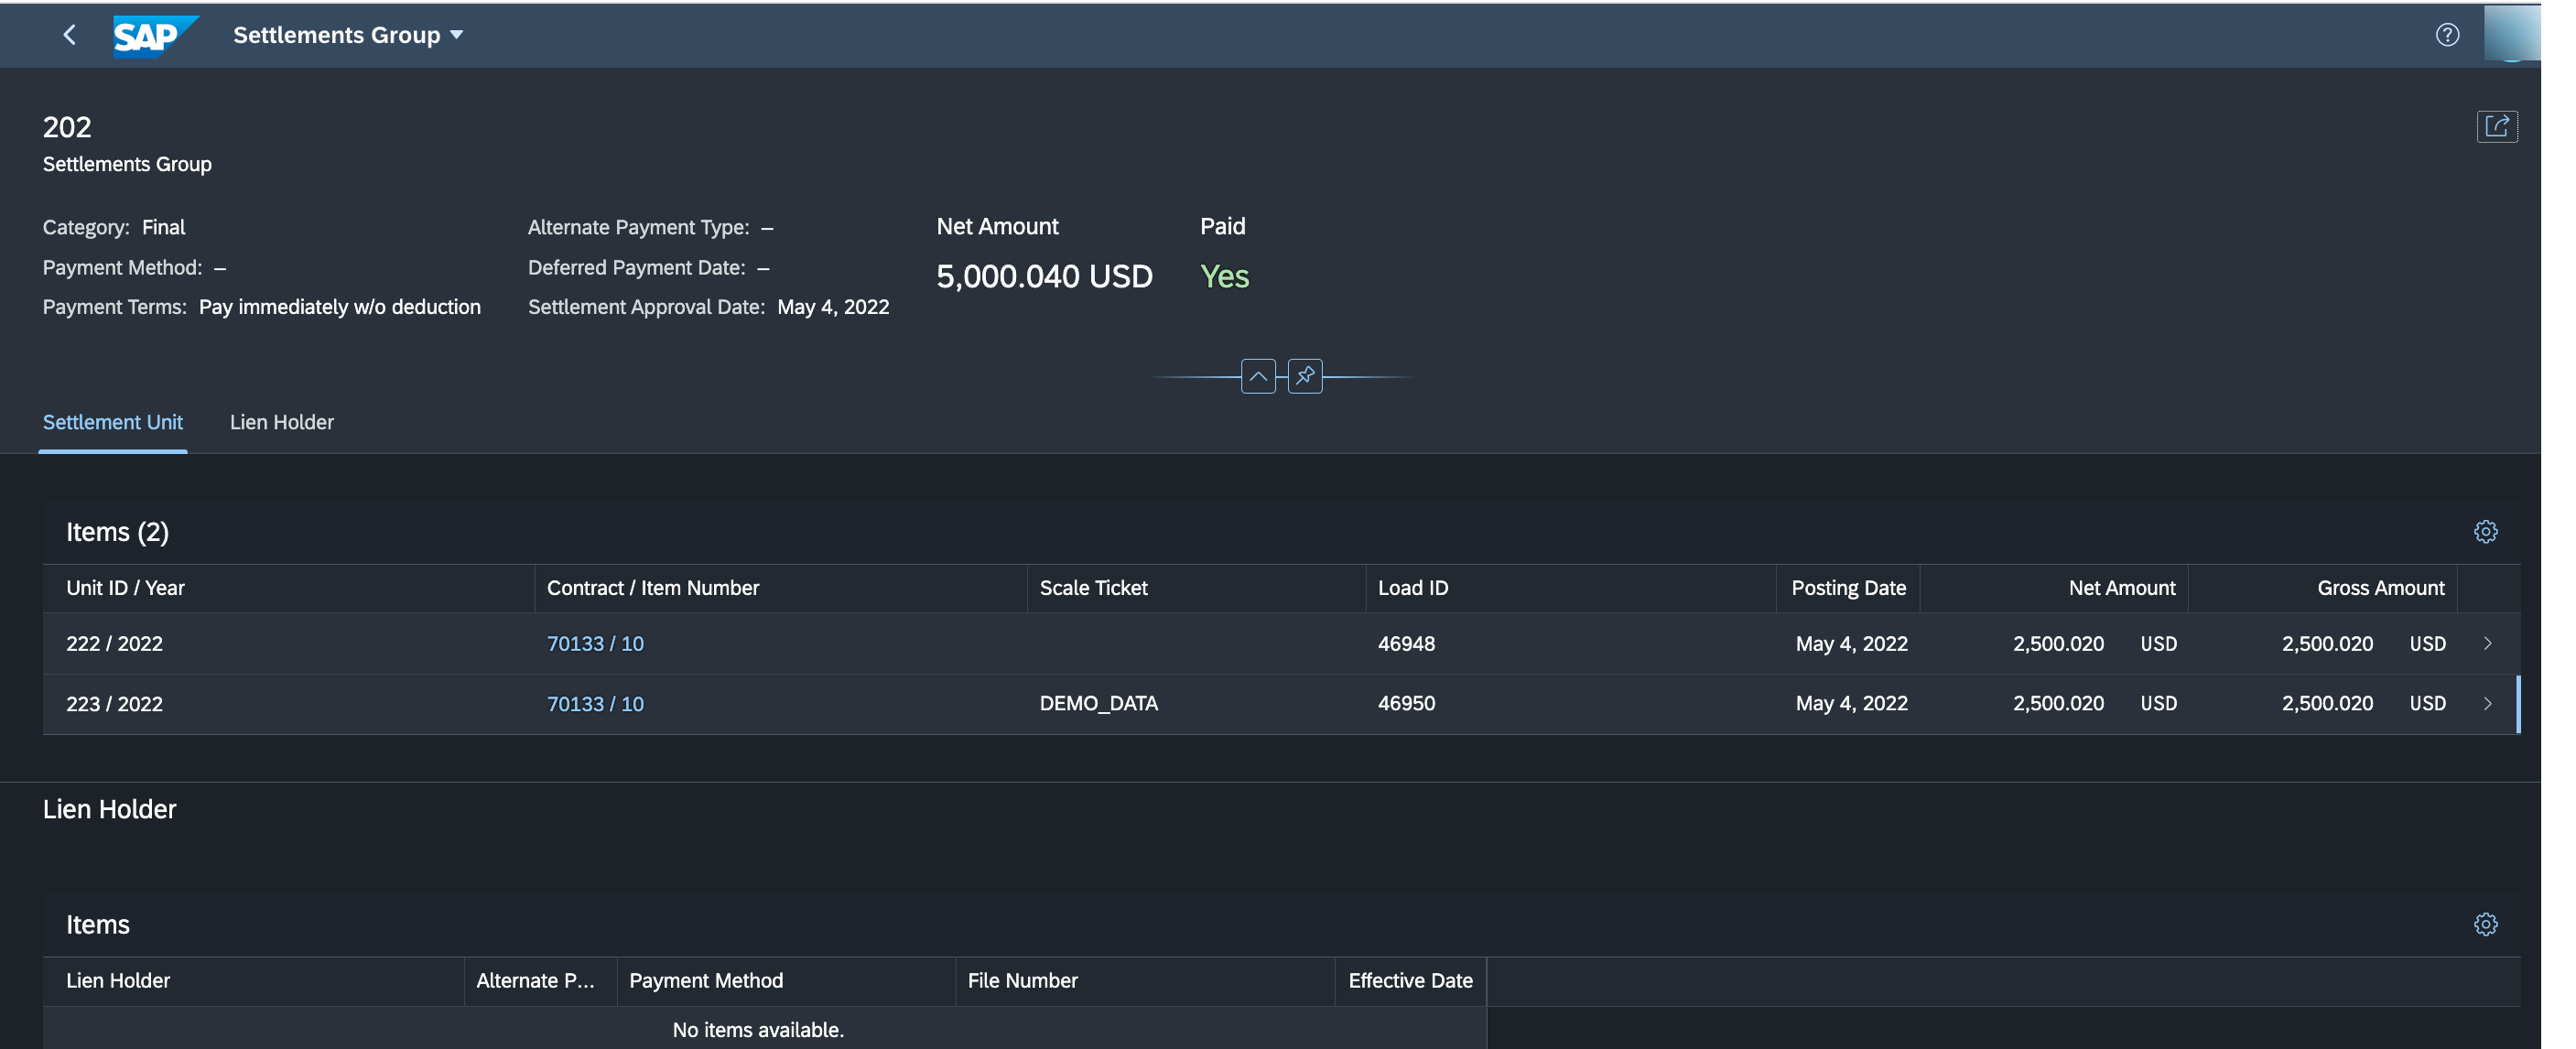 SAP Settlements Group
202
Settlements Group
Category: Final
Payment Method: –
Payment Terms: Pay immediately w/o deduction
Alternate Payment Type: –
Deferred Payment Date: –
Settlement Approval Date: May 4, 2022
Net Amount
5,000.040 USD
Paid
Yes
Settlement Unit Lien Holder
Items (2)
Unit ID / Year Contract / Item Number Scale Ticket Load ID Posting Date Net Amount Gross Amount
222 / 2022 70133 / 10 46948 May 4, 2022 2,500.020 USD 2,500.020 USD
223 / 2022 70133 / 10 DEMO_DATA 46950 May 4, 2022 2,500.020 USD 2,500.020 USD
Lien Holder
Items
Lien Holder Alternate P... Payment Method File Number Effective Date
No items available.